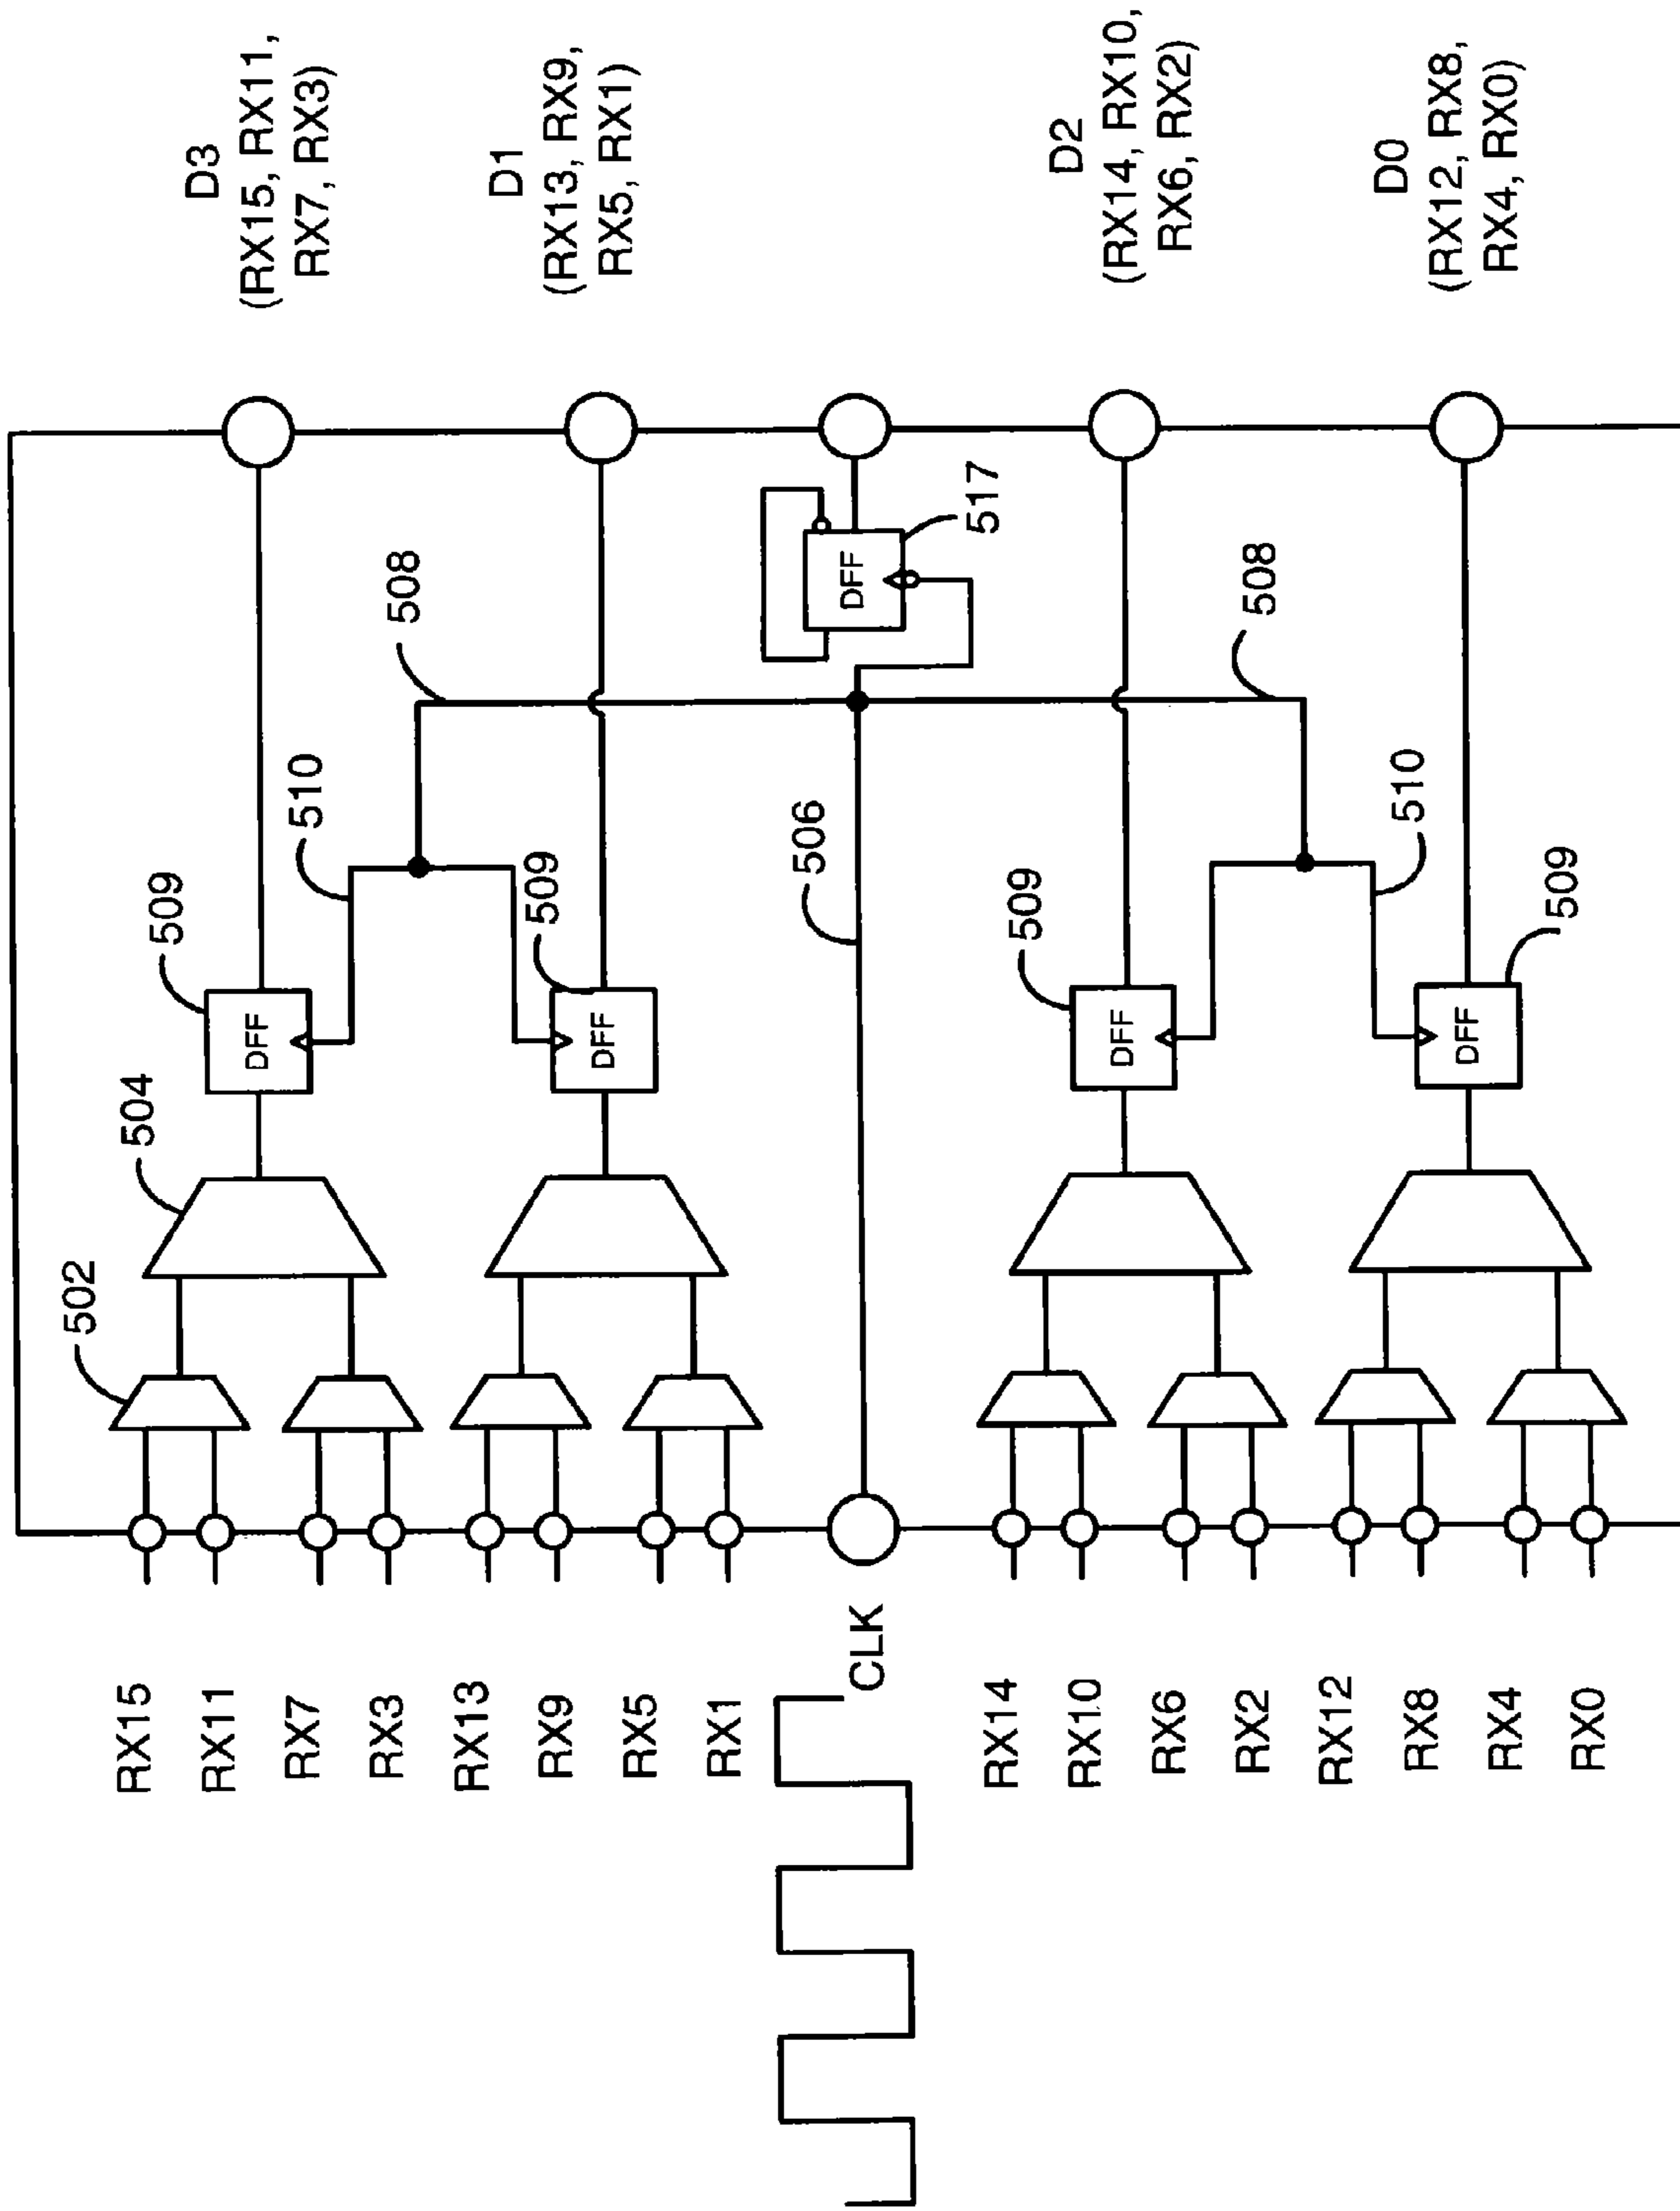 RX15
RX11
RX7
RX3
RX13
RX9
RX5
RX1
CLK
RX14
RX10
RX6
RX2
RX12
RX8
RX4
RX0
502
504
509
DFF
510
508
509
DFF
506
DFF
517
509
DFF
508
510
509
DFF
D3
(RX15, RX11,
RX7, RX3)
D1
(RX13, RX9,
RX5, RX1)
D2
(RX14, RX10,
RX6, RX2)
D0
(RX12, RX8,
RX4, RX0)